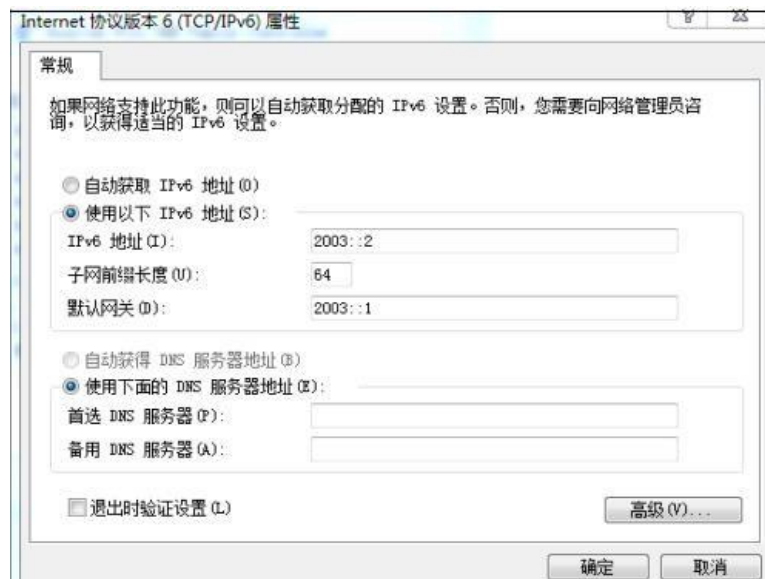 Internet 协议版本 6 (TCP/IPv6) 属性
常规
如果网络支持此功能，则可以自动获取分配的 IPv6 设置。否则，您需要向网络管理员咨
询，以获得适当的 IPv6 设置。
自动获取 IPv6 地址(O)
使用以下 IPv6 地址(S):
IPv6 地址(I):
2003::2
子网前缀长度(U):
64
默认网关(D):
2003::1
自动获得 DNS 服务器地址(B)
使用下面的 DNS 服务器地址(E):
首选 DNS 服务器(P):
备用 DNS 服务器(A):
退出时验证设置(L)
高级(V)...
确定
取消